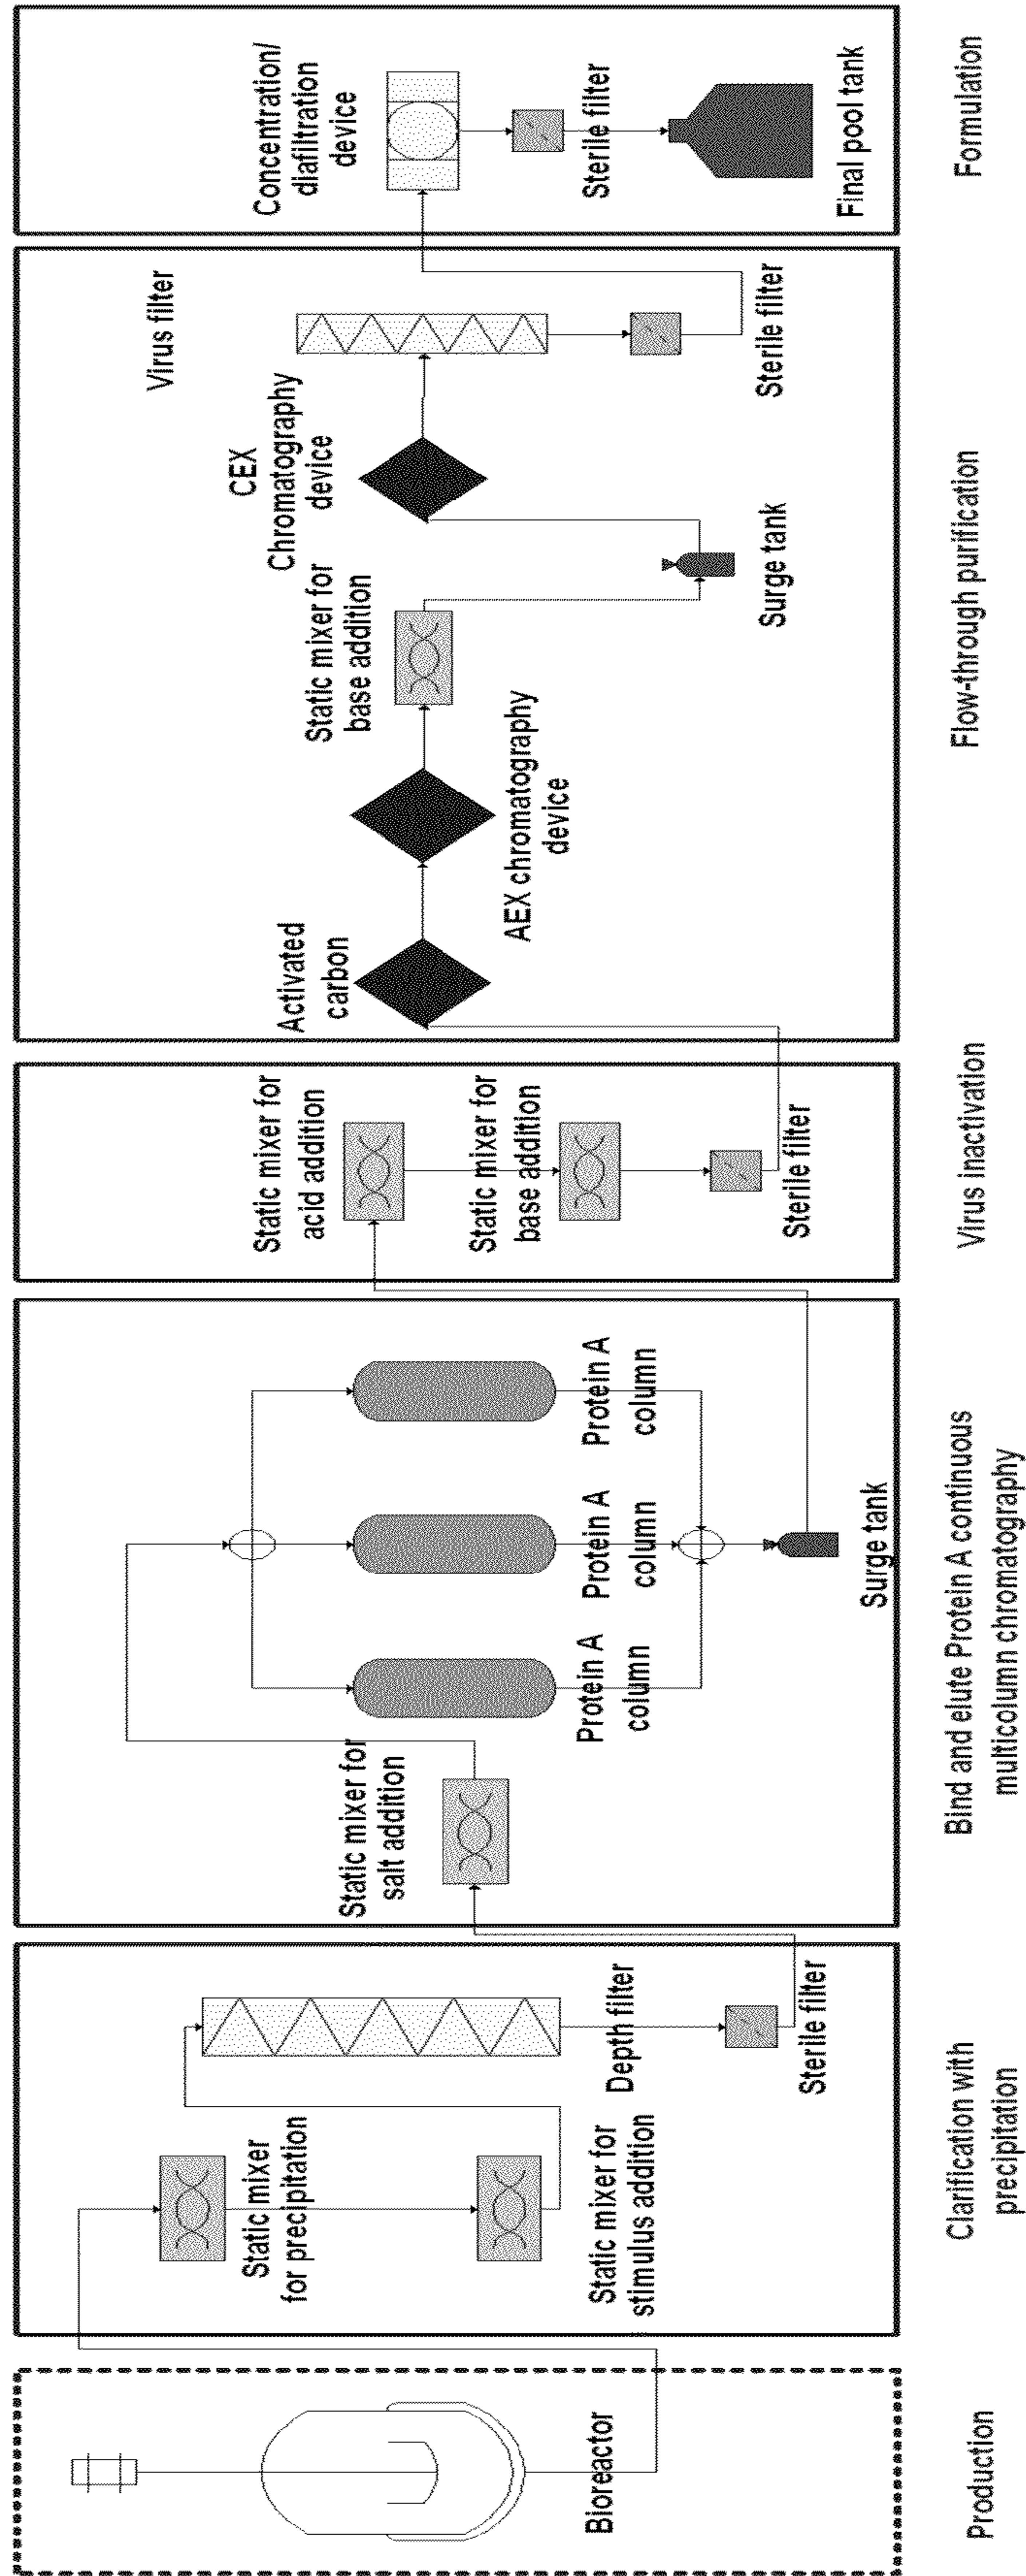 Bioreactor
Production
Static mixer
for precipitation
Static mixer for
stimulus addition
Depth filter
Sterile filter
Clarification with
precipitation
Static mixer for
salt addition
Protein A
column
Protein A
column
Protein A
column
Surge tank
Bind and elute Protein A continuous
multicolumn chromatography
Static mixer for
acid addition
Static mixer for
base addition
Sterile filter
Virus inactivation
Activated
carbon
AEX chromatography
device
Static mixer for
base addition
Surge tank
CEX
Chromatography
device
Virus filter
Sterile filter
Flow-through purification
Concentration/
diafiltration
device
Sterile filter
Final pool tank
Formulation